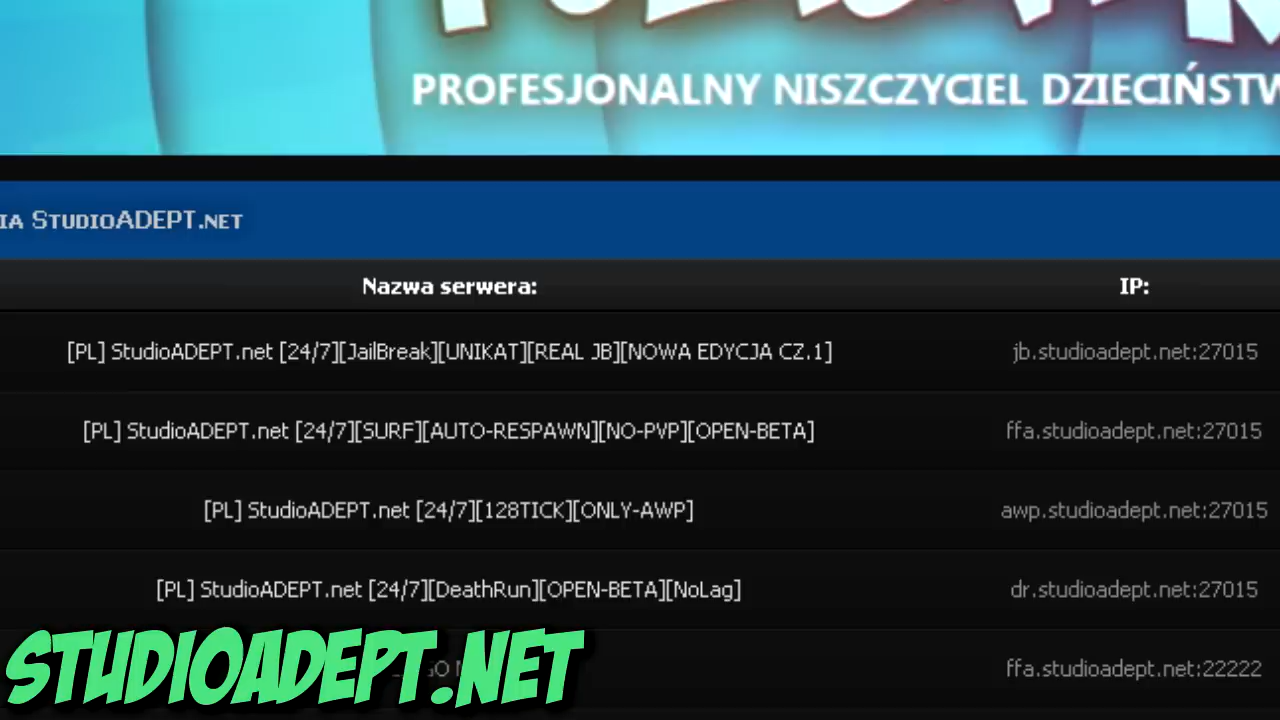 PROFESJONALNY NISZCZYCIEL DZIECIŃSTW
IA STUDIOADEPT.NET
Nazwa serwera: IP:
[PL] StudioADEPT.net [24/7][JailBreak][UNIKAT][REAL JB][NOWA EDYCJA CZ.1] jb.studioadept.net:27015
[PL] StudioADEPT.net [24/7][SURF][AUTO-RESPAWN][NO-PVP][OPEN-BETA] ffa.studioadept.net:27015
[PL] StudioADEPT.net [24/7][128TICK][ONLY-AWP] awp.studioadept.net:27015
[PL] StudioADEPT.net [24/7][DeathRun][OPEN-BETA][NoLag] dr.studioadept.net:27015
ffa.studioadept.net:22222
STUDIOADEPT.NET